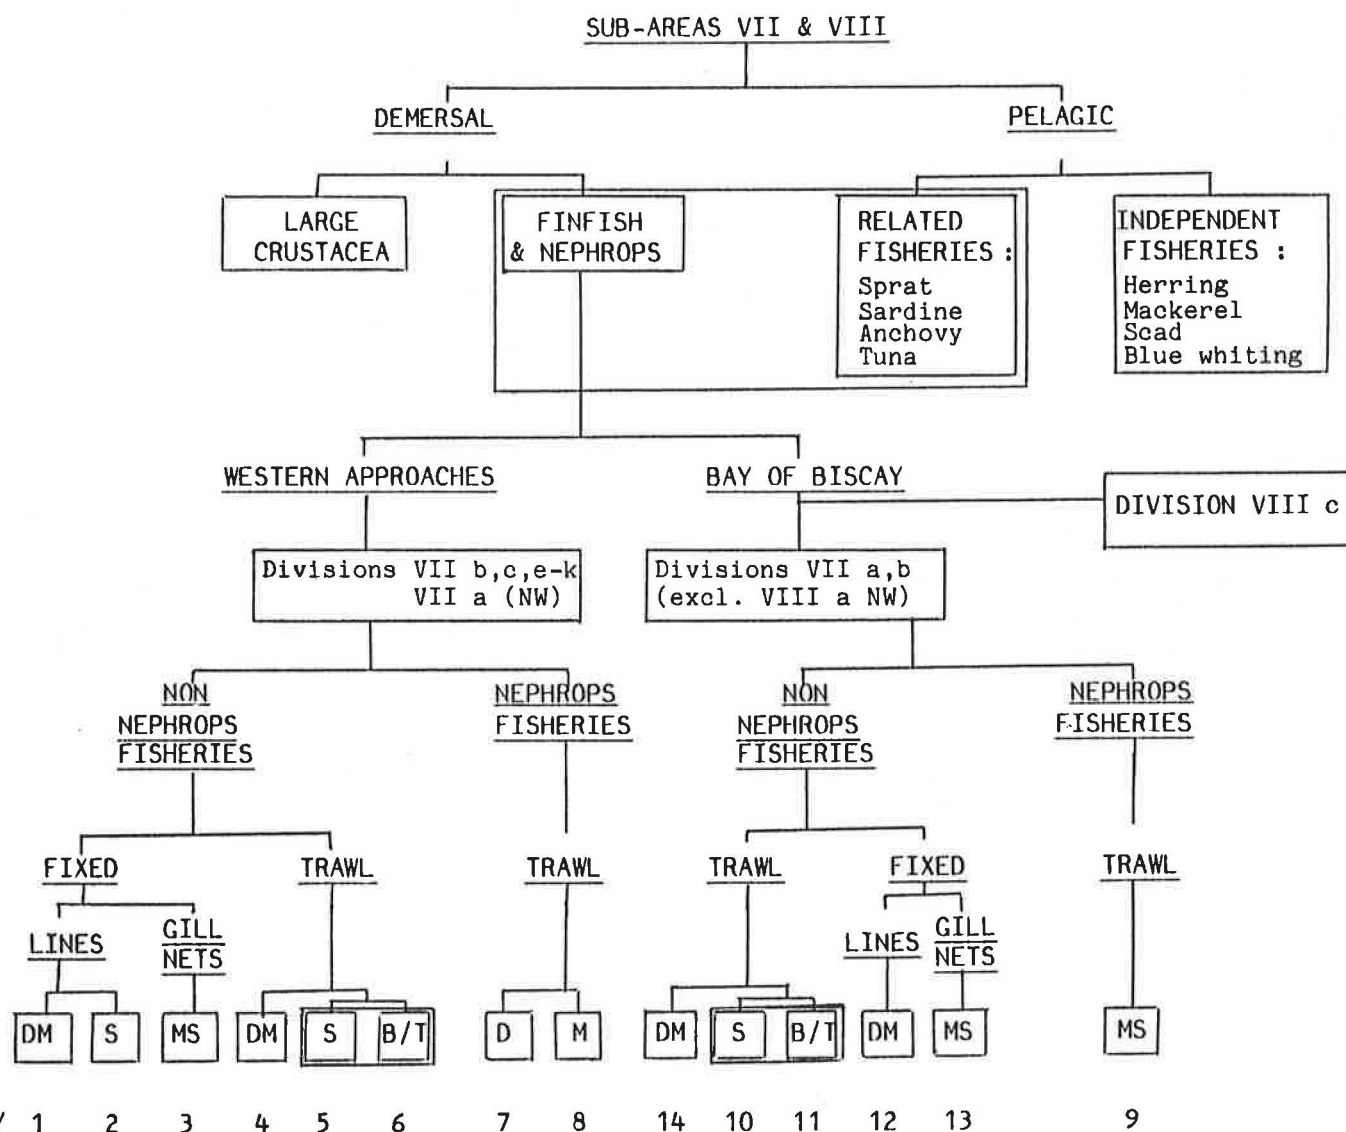 SUB-AREAS VII & VIII
DEMERSAL
PELAGIC
LARGE
CRUSTACEA
FINFISH
& NEPHROPS
RELATED
FISHERIES :
Sprat
Sardine
Anchovy
Tuna
INDEPENDENT
FISHERIES :
Herring
Mackerel
Scad
Blue whiting
WESTERN APPROACHES
BAY OF BISCAY
DIVISION VIII c
Divisions VII b,c,e-k
VII a (NW)
Divisions VII a,b
(excl. VIII a NW)
NON
NEPHROPS
FISHERIES
NEPHROPS
FISHERIES
NON
NEPHROPS
FISHERIES
NEPHROPS
FISHERIES
FIXED
TRAWL
TRAWL
TRAWL
FIXED
TRAWL
LINES
GILL
NETS
LINES
GILL
NETS
DM S MS DM S B/T D M DM S B/T DM MS MS
1 2 3 4 5 6 7 8 14 10 11 12 13 9